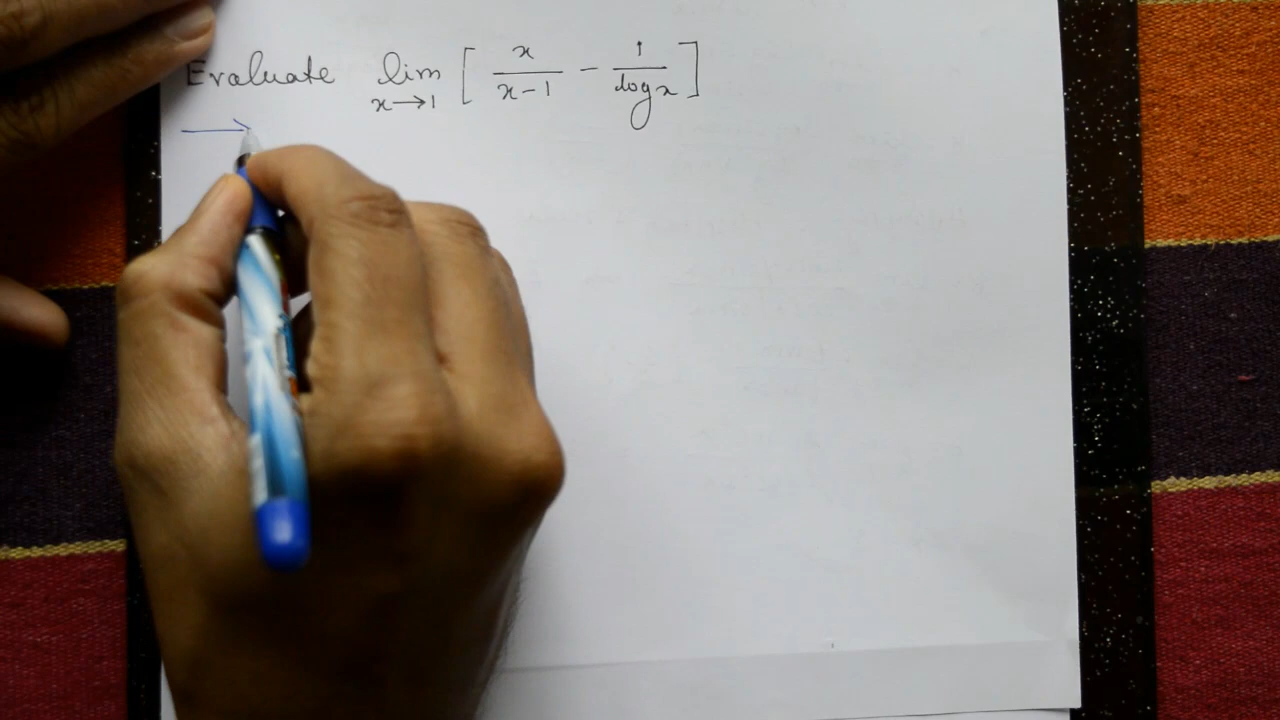 Evaluate lim x→1 [ x/(x-1) - 1/log x ]
→